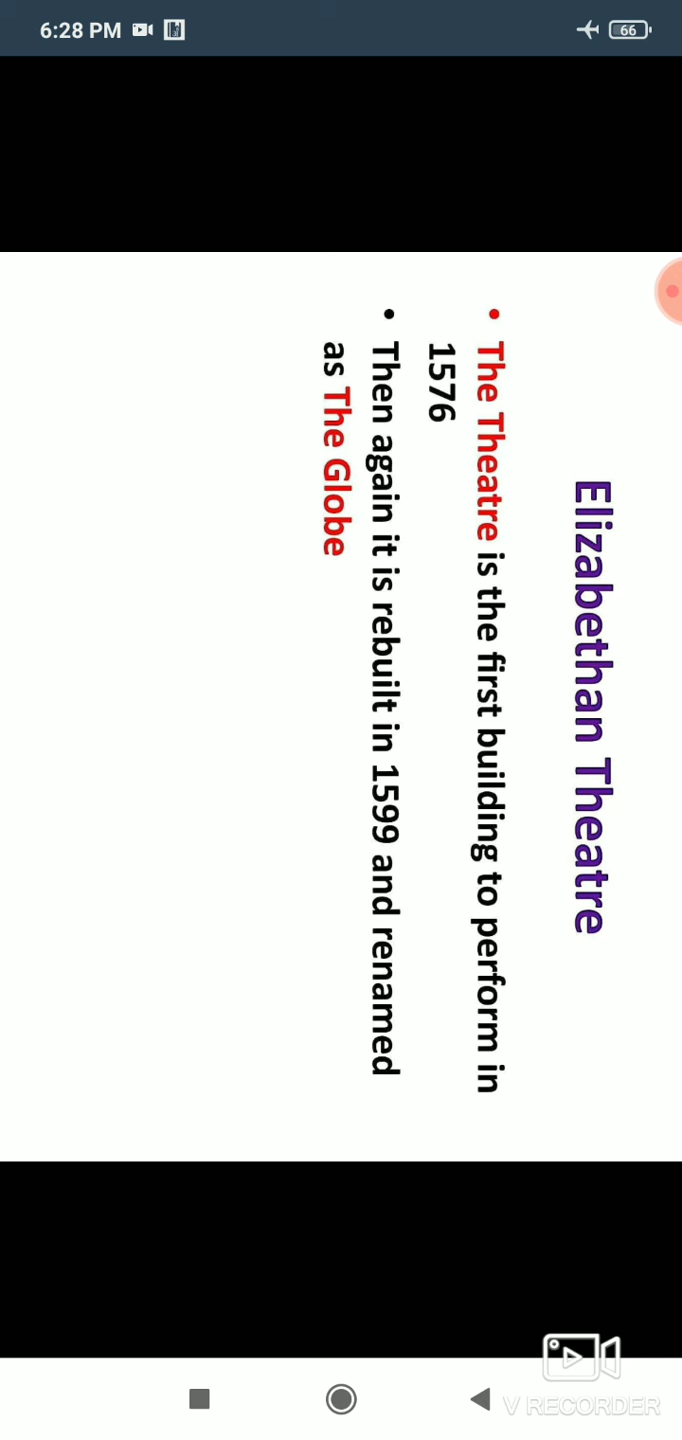 6:28 PM
66
Elizabethan Theatre
• The Theatre is the first building to perform in
1576
• Then again it is rebuilt in 1599 and renamed
as The Globe
V RECORDER